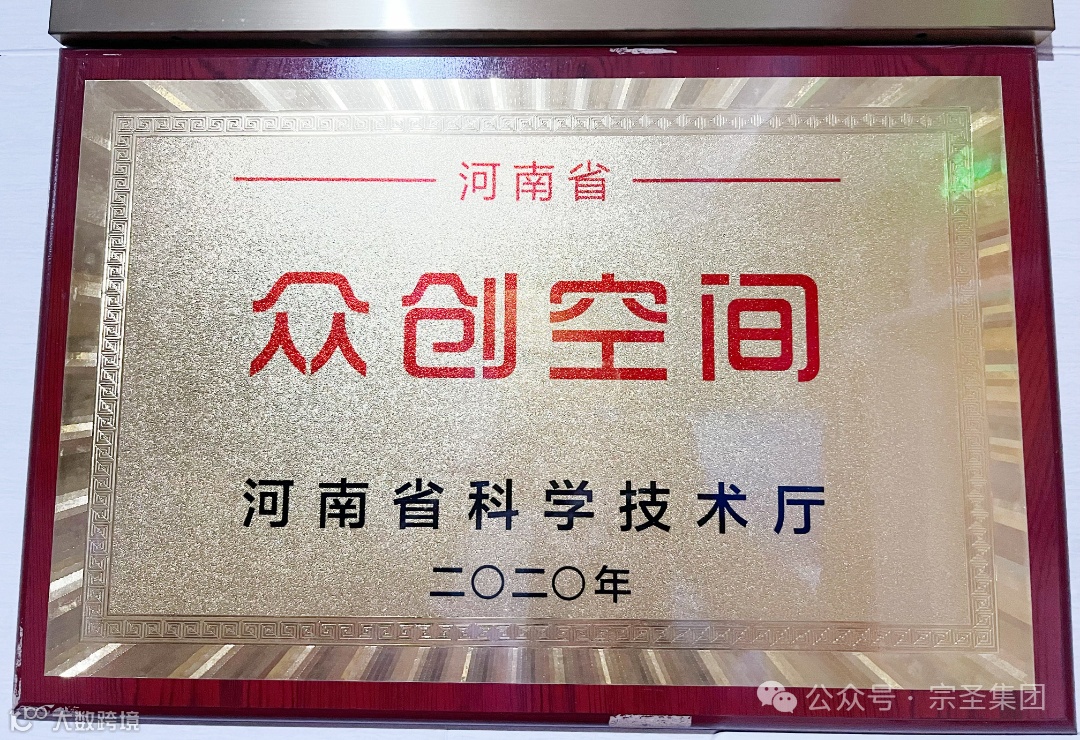 河南省
众创空间
河南省科学技术厅
二〇二〇年
公众号·宗圣集团
大数跨境